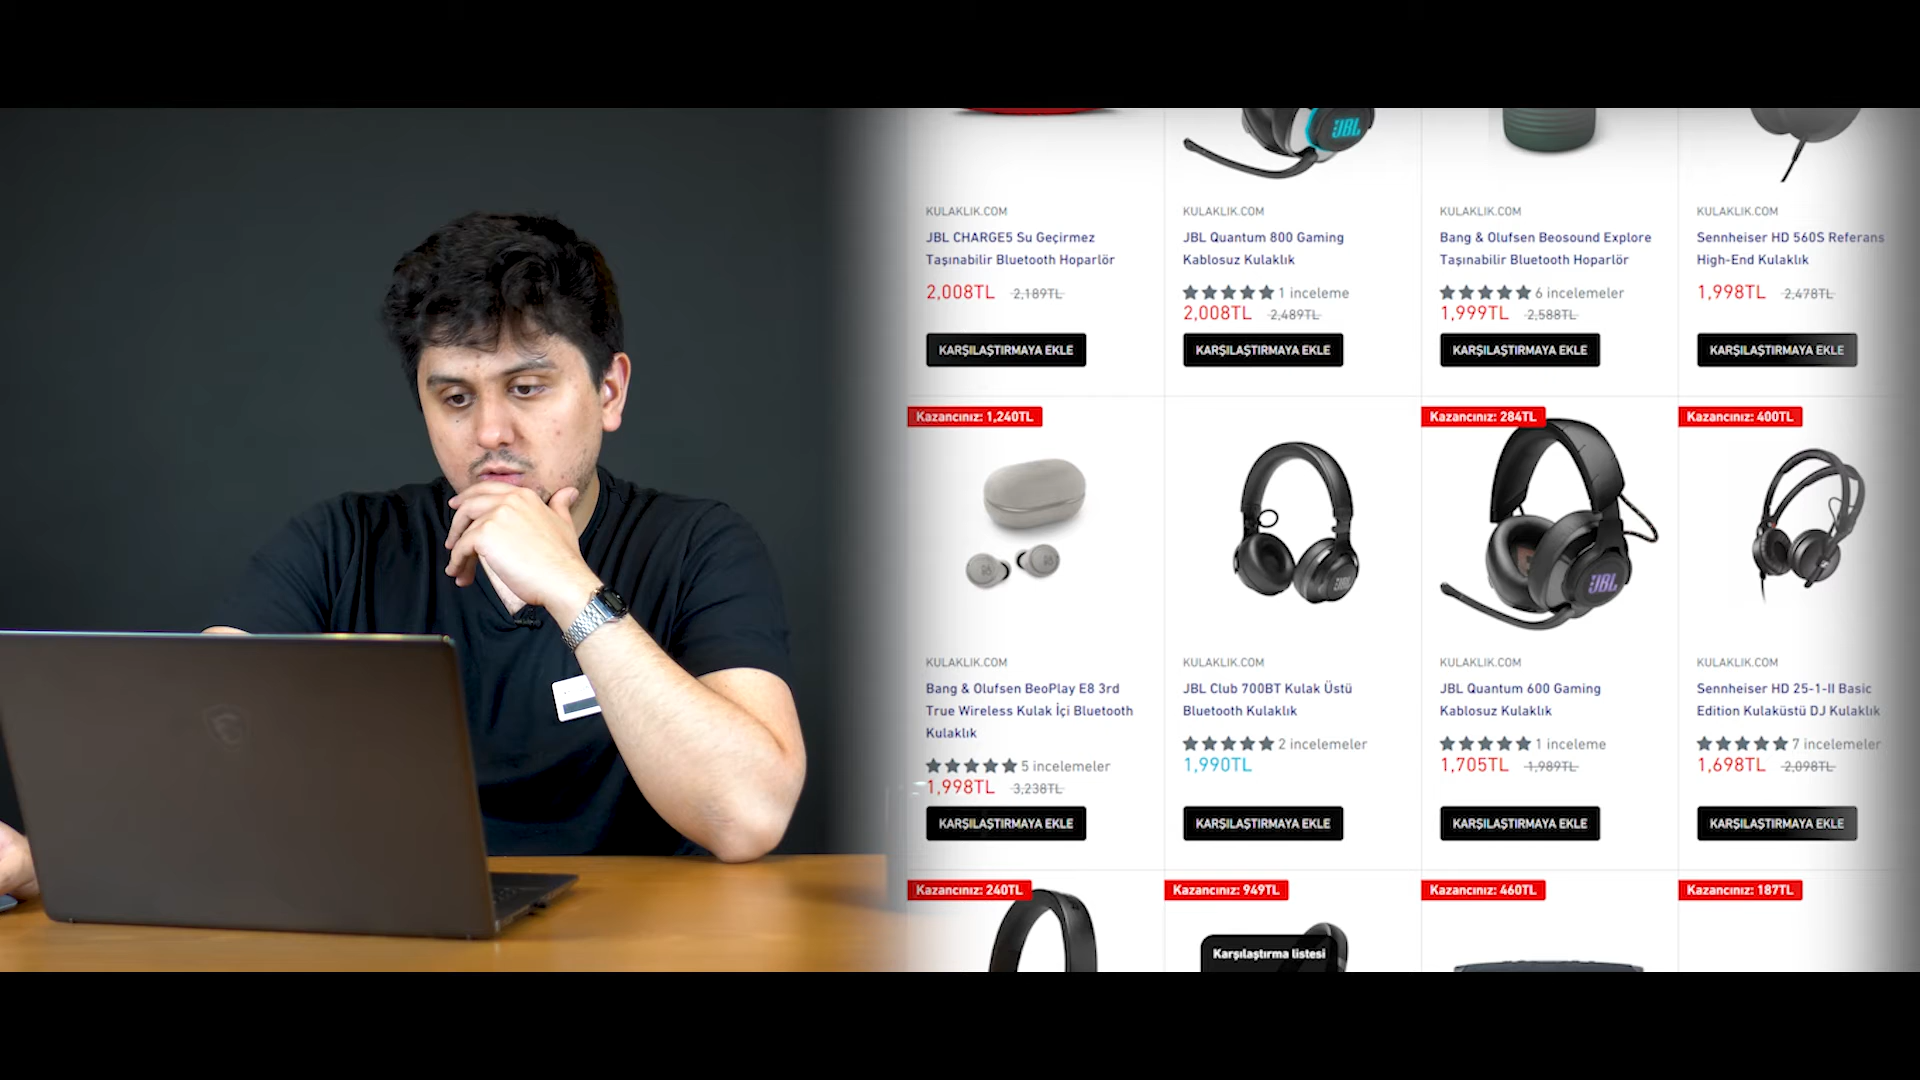 JBL
KULAKLIK.COM
JBL CHARGE5 Su Geçirmez
Taşınabilir Bluetooth Hoparlör
2,008TL 2,189TL
KARŞILAŞTIRMAYA EKLE
KULAKLIK.COM
JBL Quantum 800 Gaming
Kablosuz Kulaklık
1 inceleme
2,008TL 2,489TL
KARŞILAŞTIRMAYA EKLE
KULAKLIK.COM
Bang & Olufsen Beosound Explore
Taşınabilir Bluetooth Hoparlör
6 incelemeler
1,999TL 2,588TL
KARŞILAŞTIRMAYA EKLE
KULAKLIK.COM
Sennheiser HD 560S Referans
High-End Kulaklık
1,998TL 2,478TL
KARŞILAŞTIRMAYA EKLE
Kazancınız: 1,240TL
KULAKLIK.COM
Bang & Olufsen BeoPlay E8 3rd
True Wireless Kulak İçi Bluetooth
Kulaklık
5 incelemeler
1,998TL 3,238TL
KARŞILAŞTIRMAYA EKLE
JBL
KULAKLIK.COM
JBL Club 700BT Kulak Üstü
Bluetooth Kulaklık
2 incelemeler
1,990TL
KARŞILAŞTIRMAYA EKLE
Kazancınız: 284TL
JBL
KULAKLIK.COM
JBL Quantum 600 Gaming
Kablosuz Kulaklık
1 inceleme
1,705TL 1,989TL
KARŞILAŞTIRMAYA EKLE
Kazancınız: 400TL
KULAKLIK.COM
Sennheiser HD 25-1-II Basic
Edition Kulaküstü DJ Kulaklık
7 incelemeler
1,698TL 2,098TL
KARŞILAŞTIRMAYA EKLE
Kazancınız: 240TL
Kazancınız: 949TL
Karşılaştırma listesi
Kazancınız: 460TL
Kazancınız: 187TL